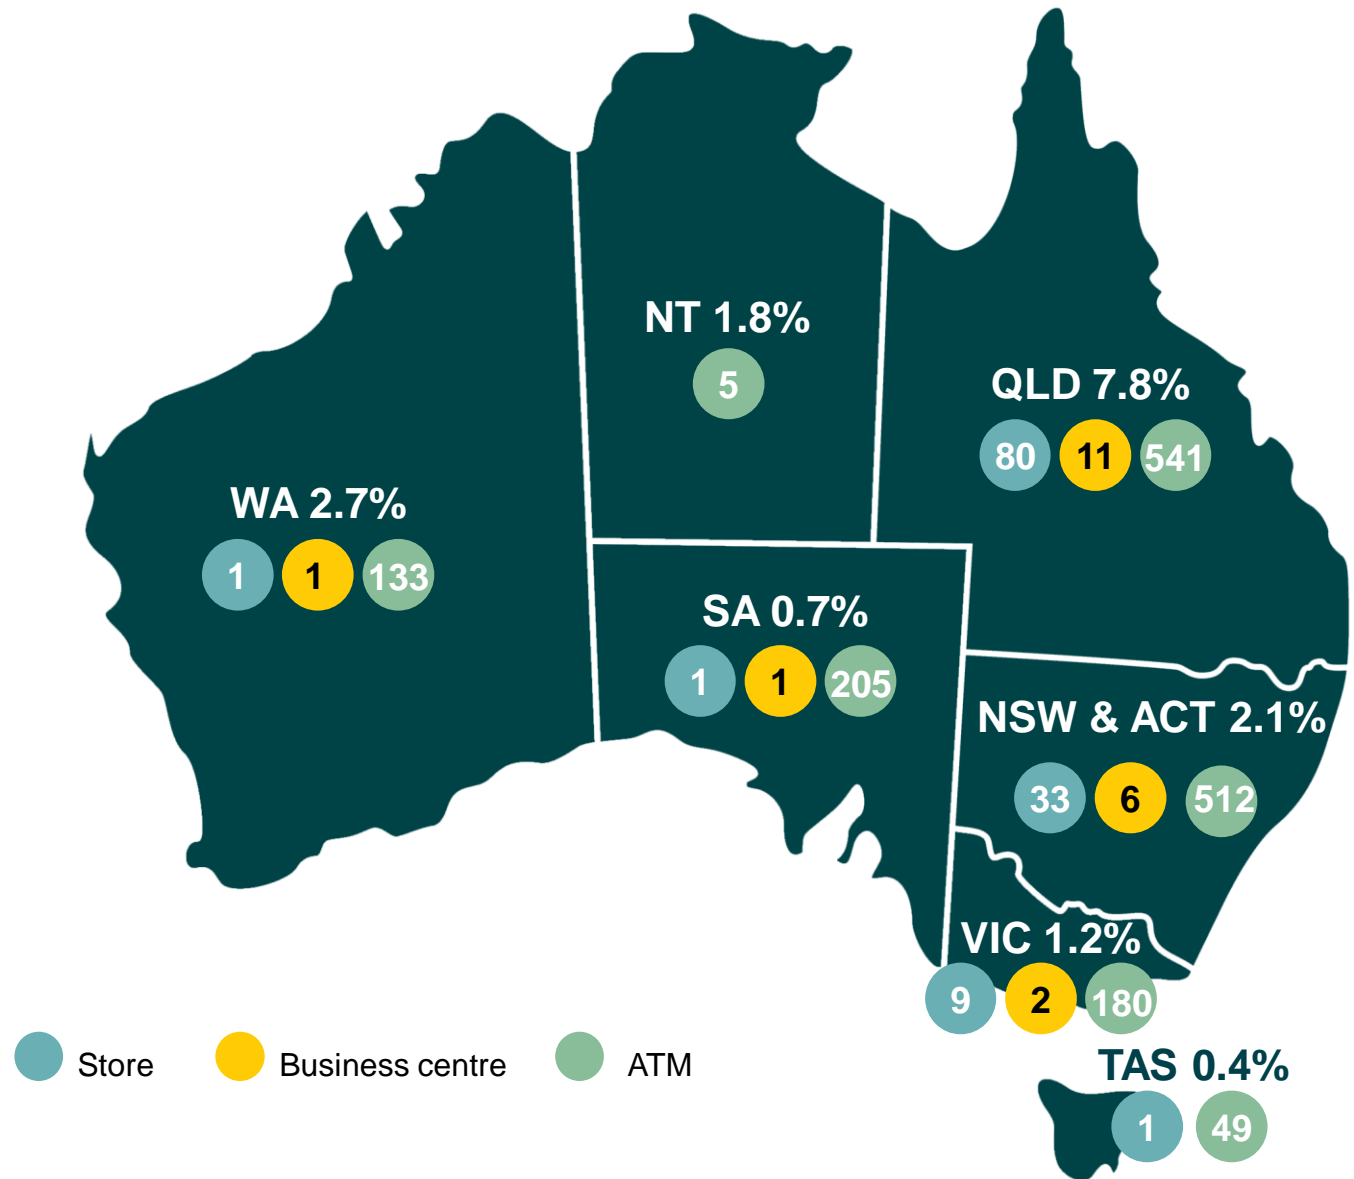 NT 1.8%
5
QLD 7.8%
80 11 541
WA 2.7%
1 1 133
SA 0.7%
1 1 205
NSW & ACT 2.1%
33 6 512
VIC 1.2%
9 2 180
Store Business centre ATM
TAS 0.4%
1 49